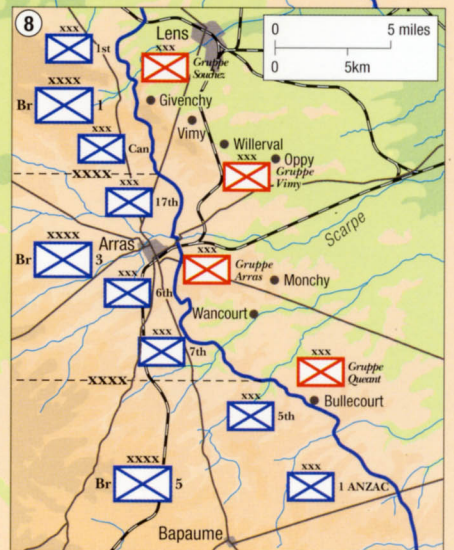 8
Lens
0 5 miles
0 5km
xxx
1st
xxx
Gruppe
Souchez
xxxx
Br 1
Givenchy
Vimy
xxx
Can
Willerval
Oppy
xxx
Gruppe
Vimy
xxxx
xxx
17th
Scarpe
Arras
xxxx
Br 3
xxx
Gruppe
Arras
Monchy
xxx
6th
Wancourt
xxx
7th
xxx
Gruppe
Queant
xxxx
Bullecourt
xxx
5th
xxxx
Br 5
xxx
1 ANZAC
Bapaume